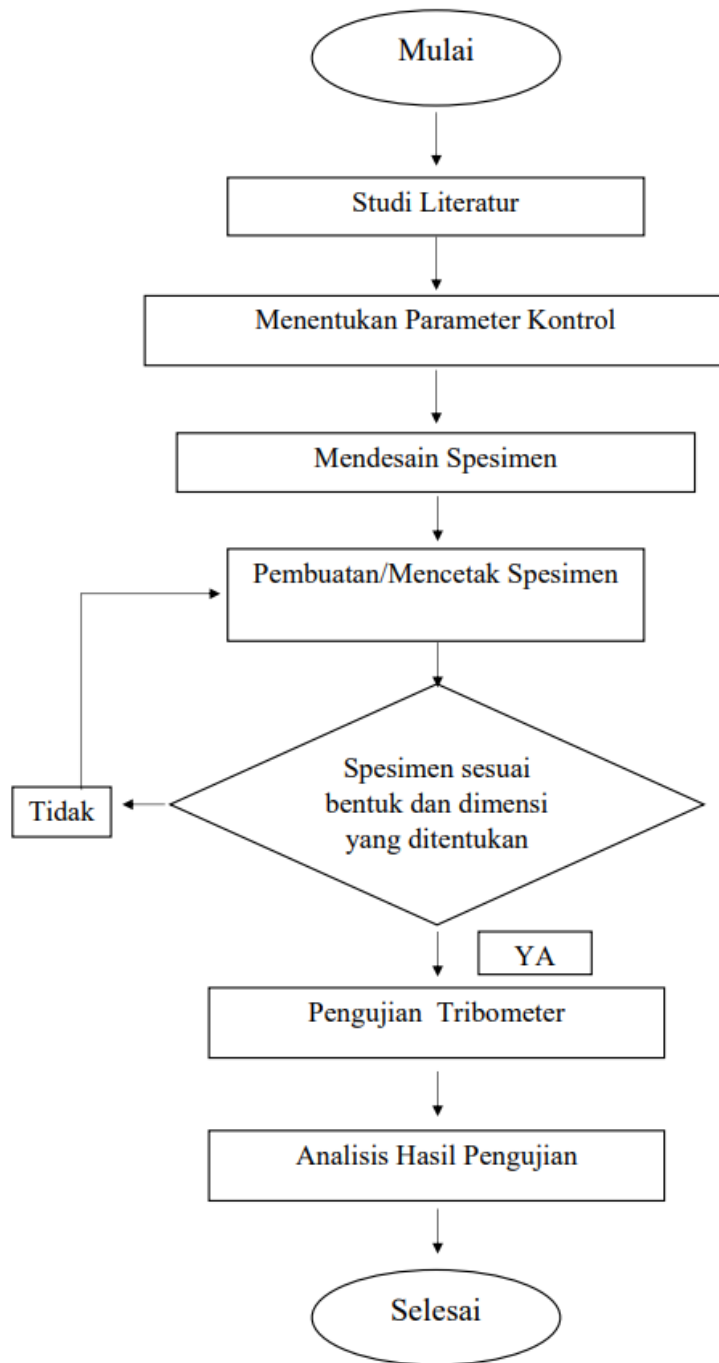 Mulai
Studi Literatur
Menentukan Parameter Kontrol
Mendesain Spesimen
Pembuatan/Mencetak Spesimen
Spesimen sesuai
bentuk dan dimensi
yang ditentukan
Tidak
YA
Pengujian Tribometer
Analisis Hasil Pengujian
Selesai